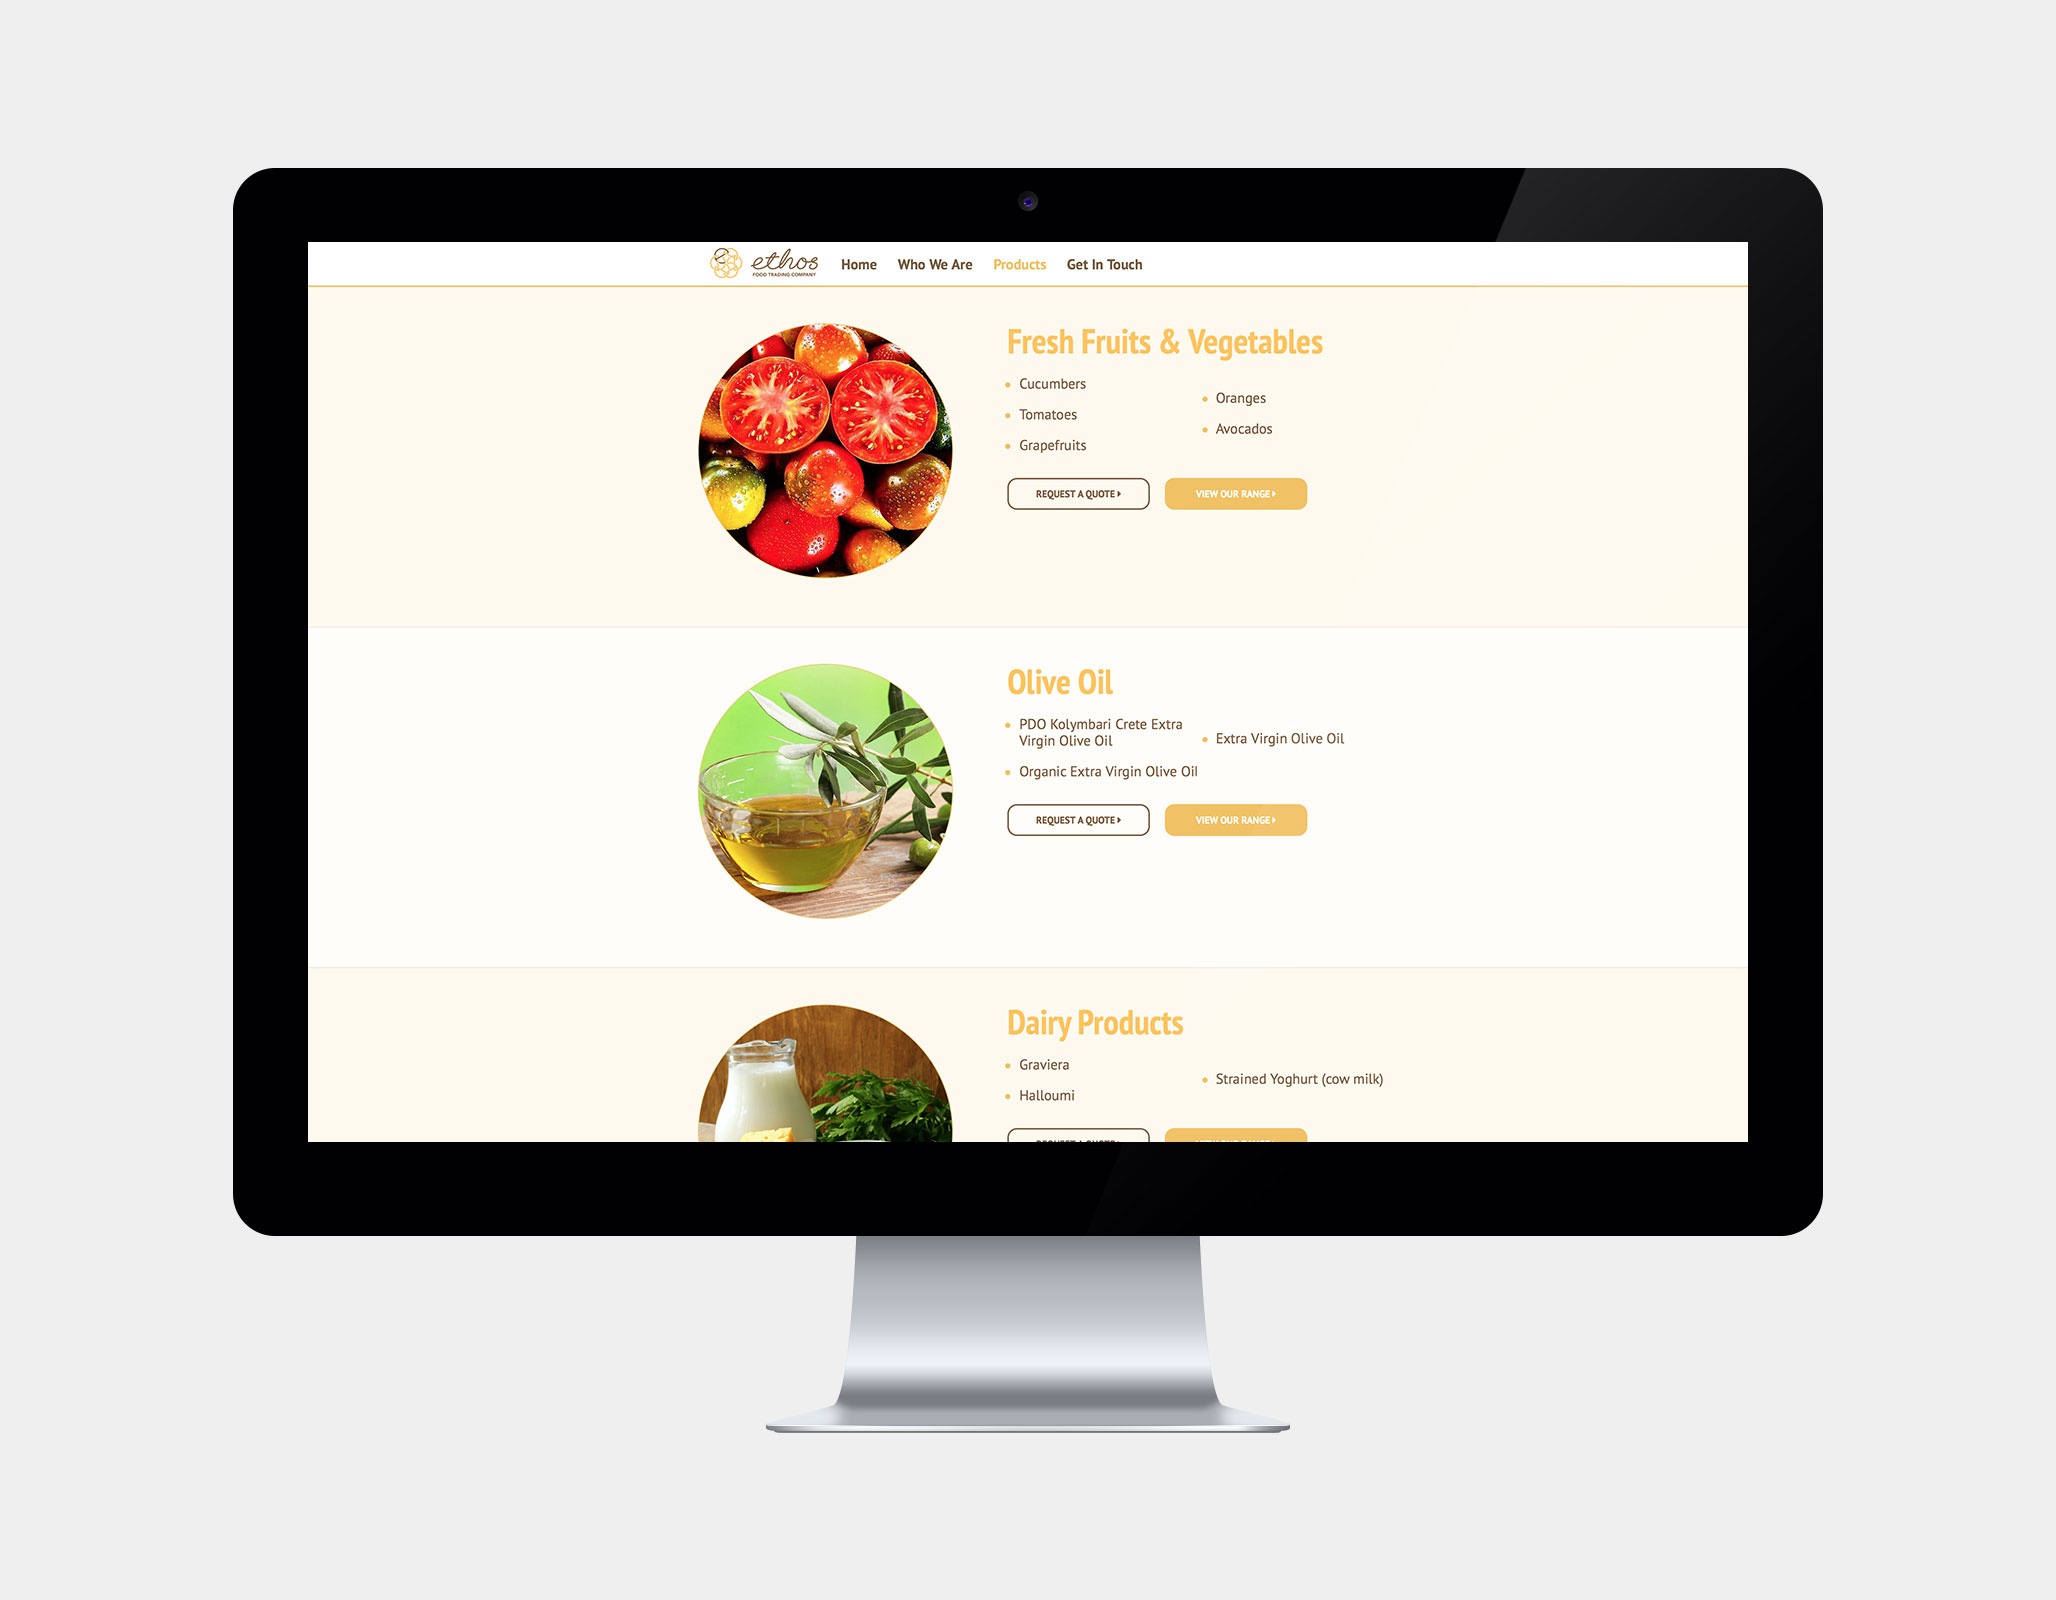 ethos
FOOD TRADING COMPANY
Home
Who We Are
Products
Get In Touch
Fresh Fruits & Vegetables
Cucumbers
Tomatoes
Grapefruits
Oranges
Avocados
REQUEST A QUOTE
VIEW OUR RANGE
Olive Oil
PDO Kolymbari Crete Extra
Virgin Olive Oil
Organic Extra Virgin Olive Oil
Extra Virgin Olive Oil
REQUEST A QUOTE
VIEW OUR RANGE
Dairy Products
Graviera
Halloumi
Strained Yoghurt (cow milk)